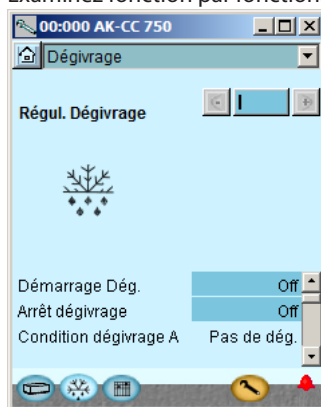 Examinez fonction par fonction
00:000 AK-CC 750
Dégivrage
Régul. Dégivrage
Démarrage Dég. Off
Arrêt dégivrage Off
Condition dégivrage A Pas de dég.